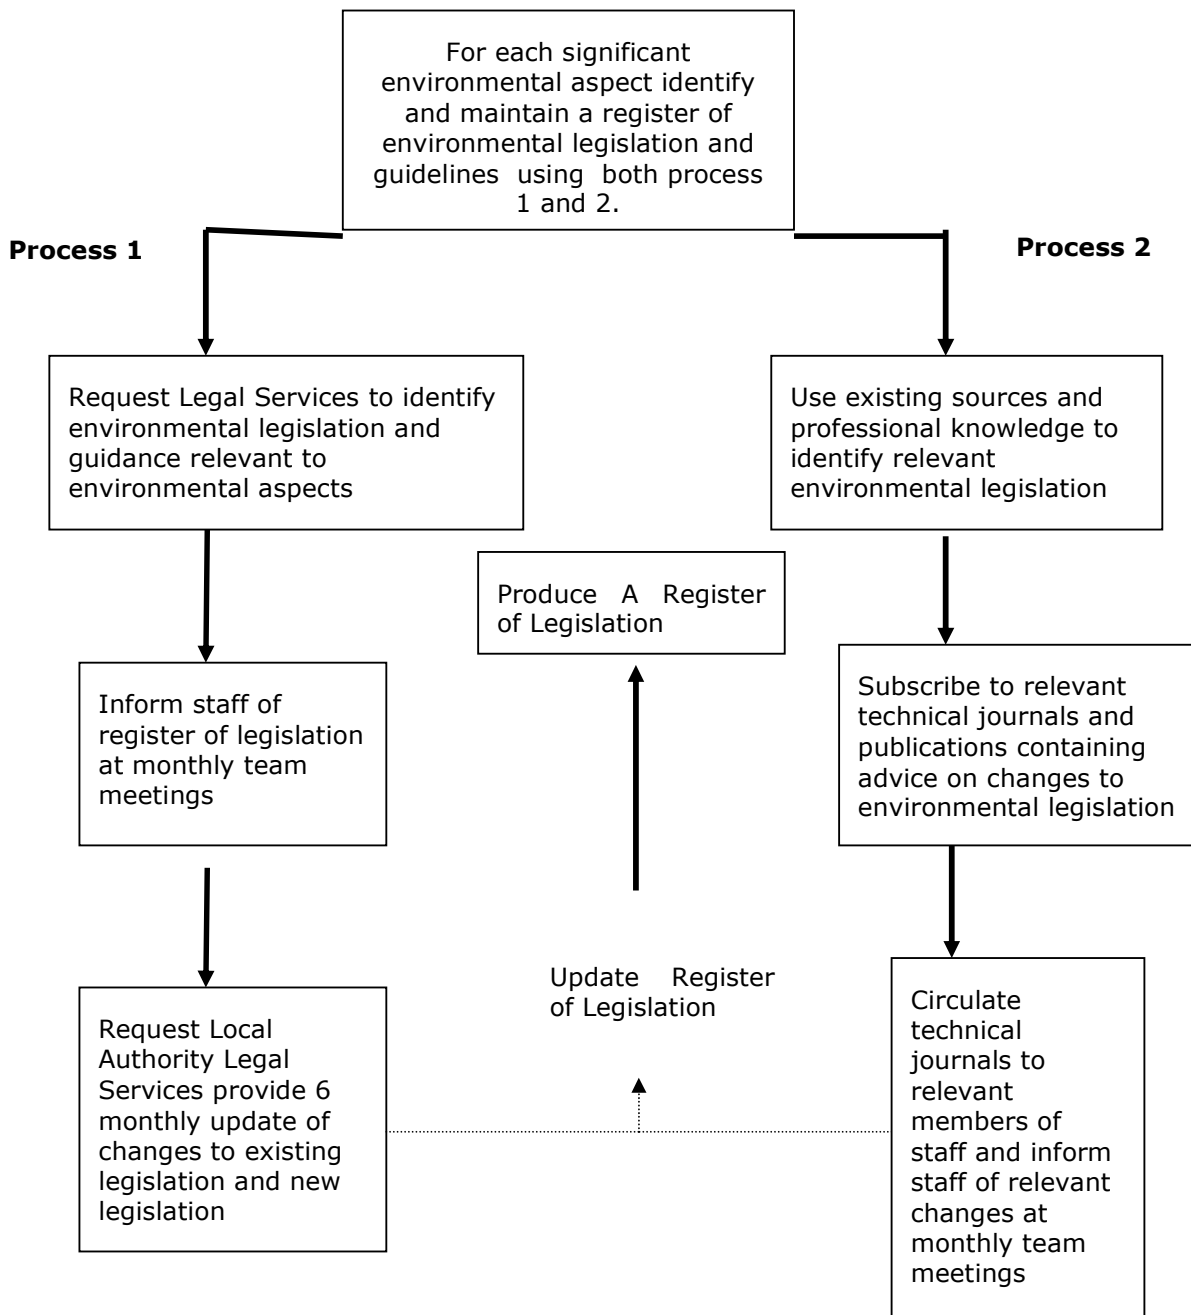 For each significant
environmental aspect identify
and maintain a register of
environmental legislation and
guidelines using both process
1 and 2.
Process 1
Process 2
Request Legal Services to identify
environmental legislation and
guidance relevant to
environmental aspects
Use existing sources and
professional knowledge to
identify relevant
environmental legislation
Produce A Register
of Legislation
Inform staff of
register of legislation
at monthly team
meetings
Subscribe to relevant
technical journals and
publications containing
advice on changes to
environmental legislation
Update Register
of Legislation
Request Local
Authority Legal
Services provide 6
monthly update of
changes to existing
legislation and new
legislation
Circulate
technical
journals to
relevant
members of
staff and inform
staff of relevant
changes at
monthly team
meetings